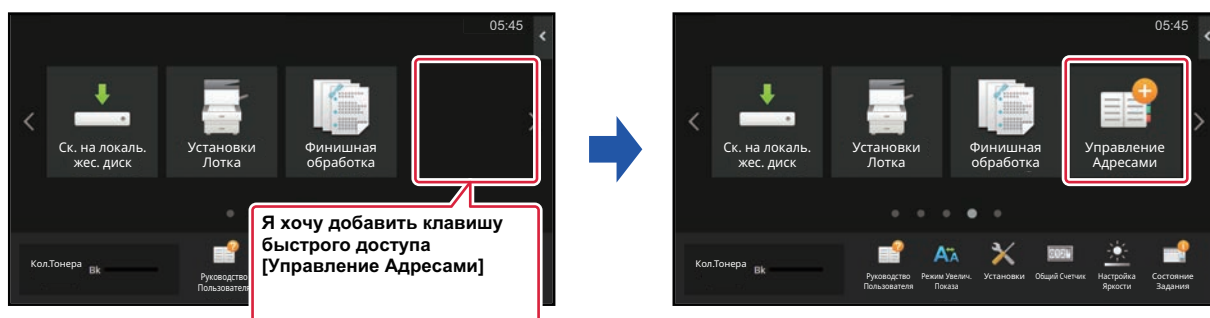 05:45
Ск. на локаль.
жес. диск
Установки
Лотка
Финишная
обработка
Я хочу добавить клавишу
быстрого доступа
[Управление Адресами]
Кол.Тонера
Bk
Руководство
Пользователя
05:45
Ск. на локаль.
жес. диск
Установки
Лотка
Финишная
обработка
Управление
Адресами
Кол.Тонера
Bk
Руководство
Пользователя
Режим Увелич.
Показа
Установки
Общий Счетчик
Настройка
Яркости
Состояние
Задания